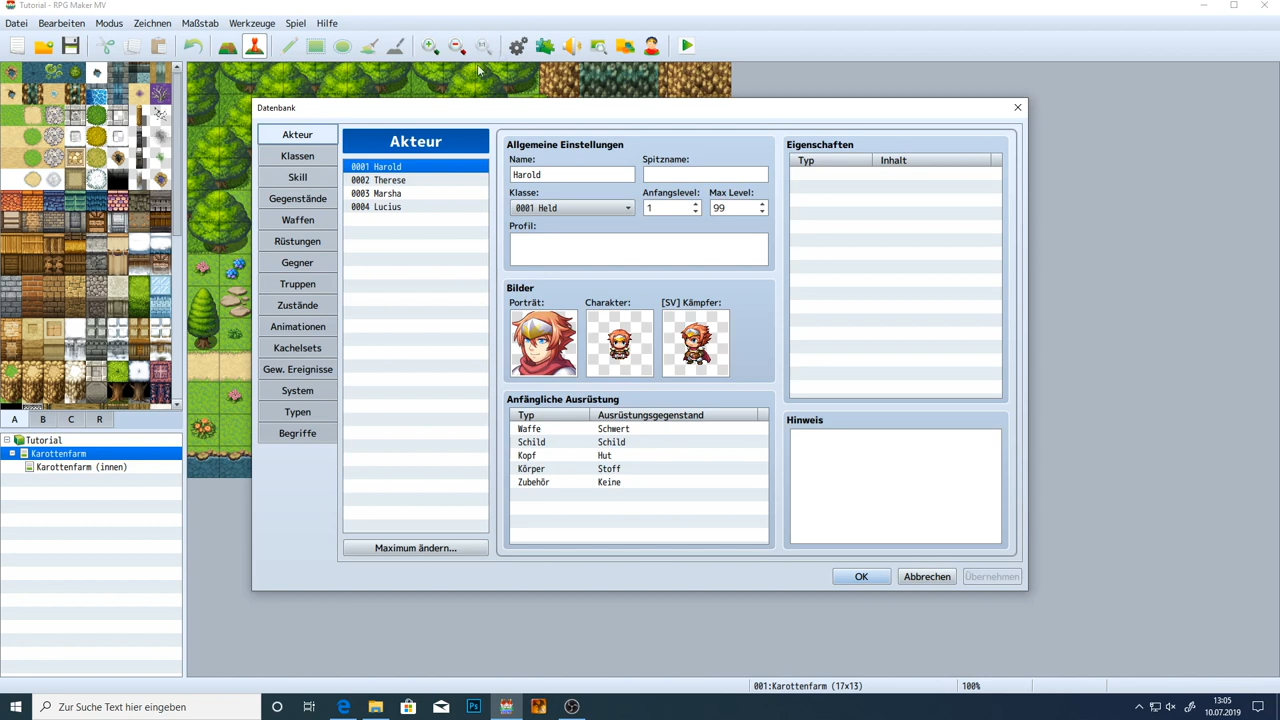 Tutorial - RPG Maker MV
Datei Bearbeiten Modus Zeichnen Maßstab Werkzeuge Spiel Hilfe
1:1
Datenbank
Akteur
Klassen
Skill
Gegenstände
Waffen
Rüstungen
Gegner
Truppen
Zustände
Animationen
Kachelsets
Gew. Ereignisse
System
Typen
Begriffe
Akteur
0001 Harold
0002 Therese
0003 Marsha
0004 Lucius
Maximum ändern...
Allgemeine Einstellungen
Name: Spitzname:
Harold
Klasse: Anfangslevel: Max Level:
0001 Held 1 99
Profil:
Bilder
Porträt: Charakter: [SV] Kämpfer:
Anfängliche Ausrüstung
Typ Ausrüstungsgegenstand
Waffe Schwert
Schild Schild
Kopf Hut
Körper Stoff
Zubehör Keine
Eigenschaften
Typ Inhalt
Hinweis
OK Abbrechen Übernehmen
A B C R
Tutorial
Karottenfarm
Karottenfarm (innen)
001:Karottenfarm (17x13) 100%
Zur Suche Text hier eingeben
Ps
13:05
10.07.2019